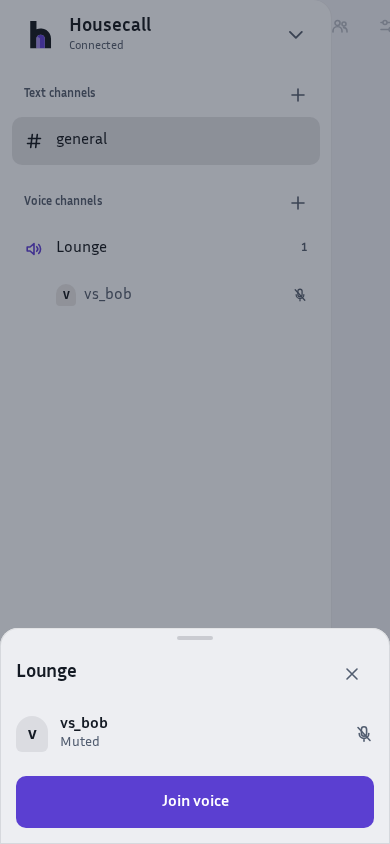 Housecall
Connected
Text channels
# general
Voice channels
Lounge 1
v vs_bob
Lounge
v vs_bob
Muted
Join voice